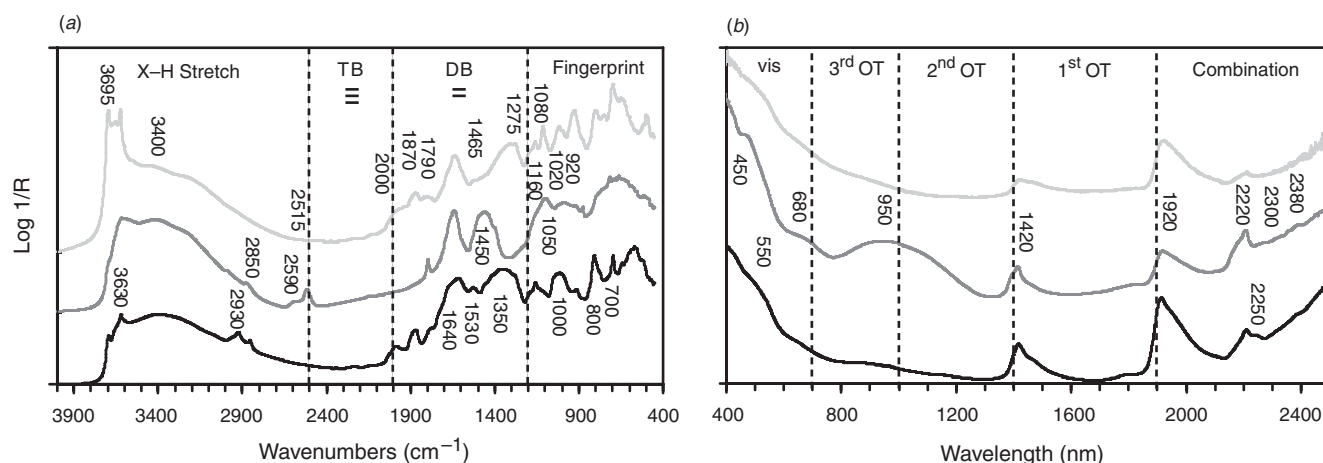 (a)
X–H Stretch
TB
III
DB
II
Fingerprint
3695
3400
2515
2000
1870
1790
1465
1275
1080
1160
1020
920
3630
2930
2850
2590
1640
1530
1450
1350
1050
1000
800
700
Log 1/R
3900 3400 2900 2400 1900 1400 900 400
Wavenumbers (cm−1)
(b)
vis
3rd OT
2nd OT
1st OT
Combination
450
550
680
950
1420
1920
2220
2300
2380
2250
400 800 1200 1600 2000 2400
Wavelength (nm)